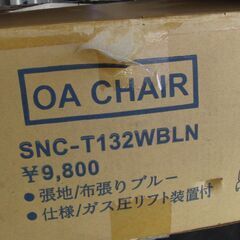 OA CHAIR
SNC-T132WBLN
¥9,800
●張地/布張りブルー
●仕様/ガス圧リフト装置付